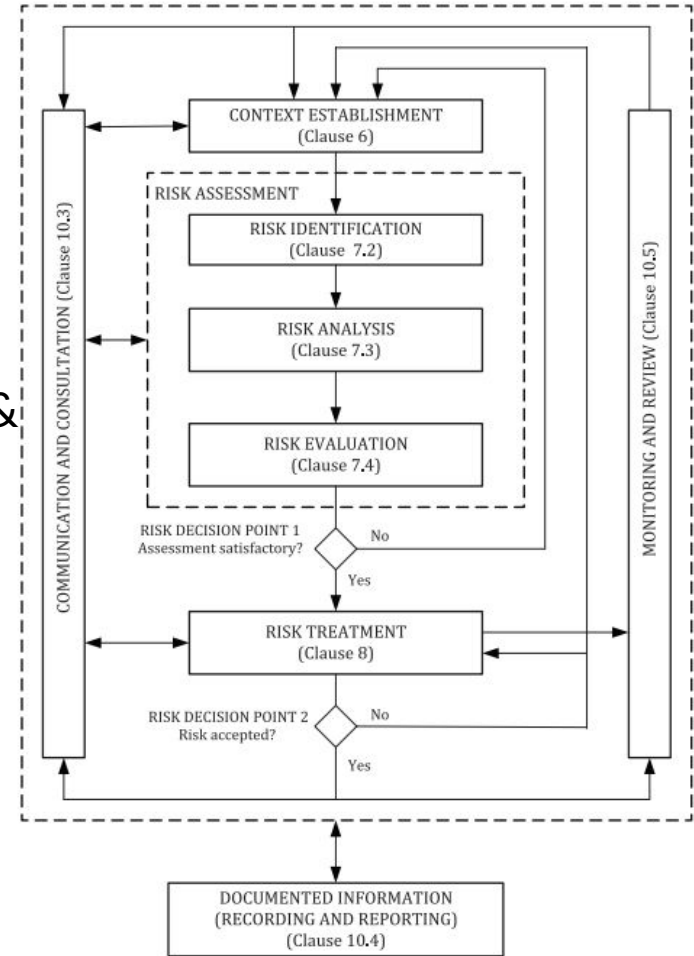 CONTEXT ESTABLISHMENT
(Clause 6)
RISK ASSESSMENT
RISK IDENTIFICATION
(Clause 7.2)
RISK ANALYSIS
(Clause 7.3)
RISK EVALUATION
(Clause 7.4)
RISK DECISION POINT 1
Assessment satisfactory?
No
Yes
RISK TREATMENT
(Clause 8)
RISK DECISION POINT 2
Risk accepted?
No
Yes
COMMUNICATION AND CONSULTATION (Clause 10.3)
MONITORING AND REVIEW (Clause 10.5)
&
DOCUMENTED INFORMATION
(RECORDING AND REPORTING)
(Clause 10.4)